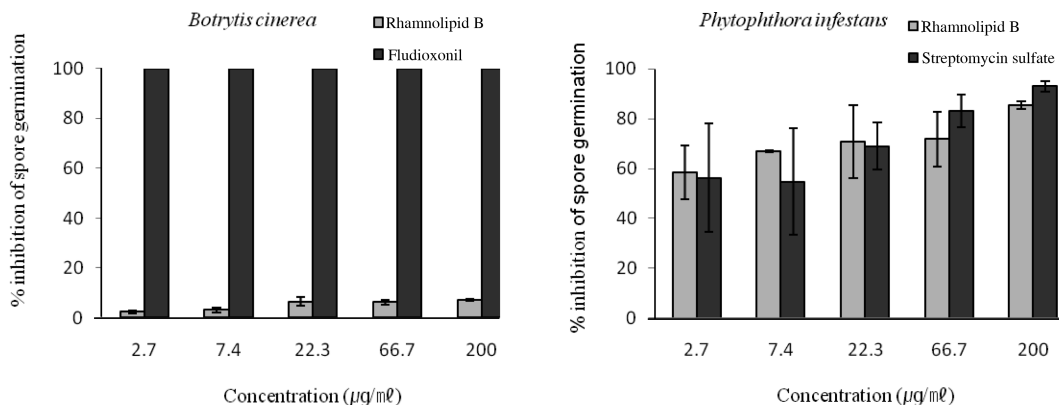 Botrytis cinerea
Rhamnolipid B
Fludioxonil
% inhibition of spore germination
100
80
60
40
20
0
2.7 7.4 22.3 66.7 200
Concentration (㎍/㎖)
Phytophthora infestans
Rhamnolipid B
Streptomycin sulfate
% inhibition of spore germination
100
80
60
40
20
0
2.7 7.4 22.3 66.7 200
Concentration (㎍/㎖)